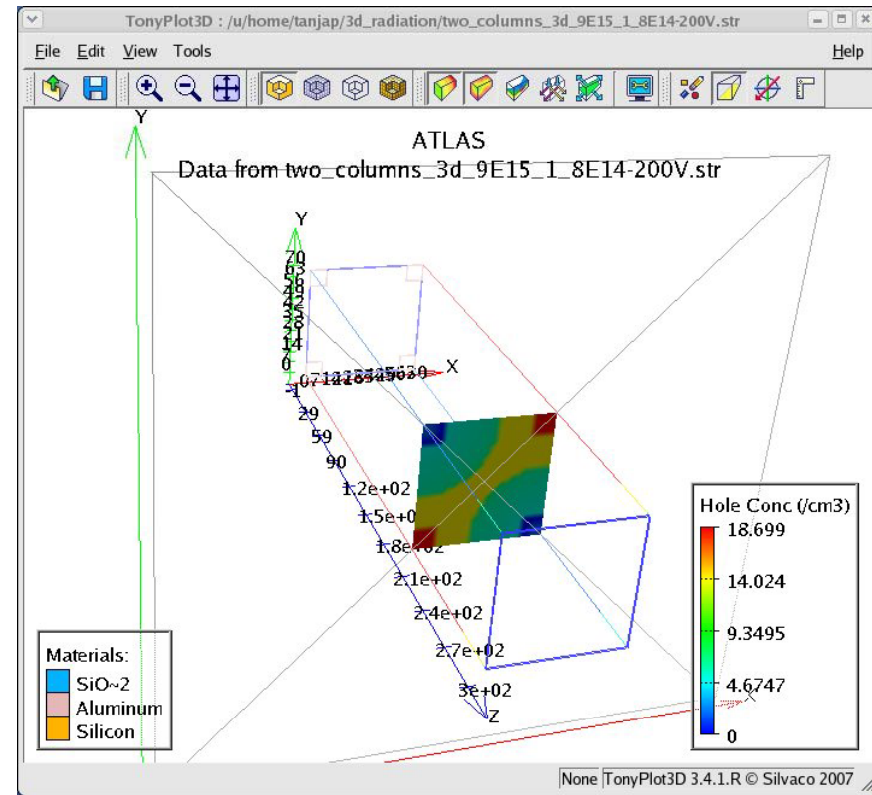 TonyPlot3D : /u/home/tanjap/3d_radiation/two_columns_3d_9E15_1_8E14-200V.str
File Edit View Tools Help
Y
ATLAS
Data from two_columns_3d_9E15_1_8E14-200V.str
Y
70
63
56
49
42
35
28
21
14
7
0
X
-1
29
59
90
1.2e+02
1.5e+02
1.8e+02
2.1e+02
2.4e+02
2.7e+02
3e+02
Z
X
Hole Conc (/cm3)
18.699
14.024
9.3495
4.6747
0
Materials:
SiO~2
Aluminum
Silicon
None TonyPlot3D 3.4.1.R © Silvaco 2007